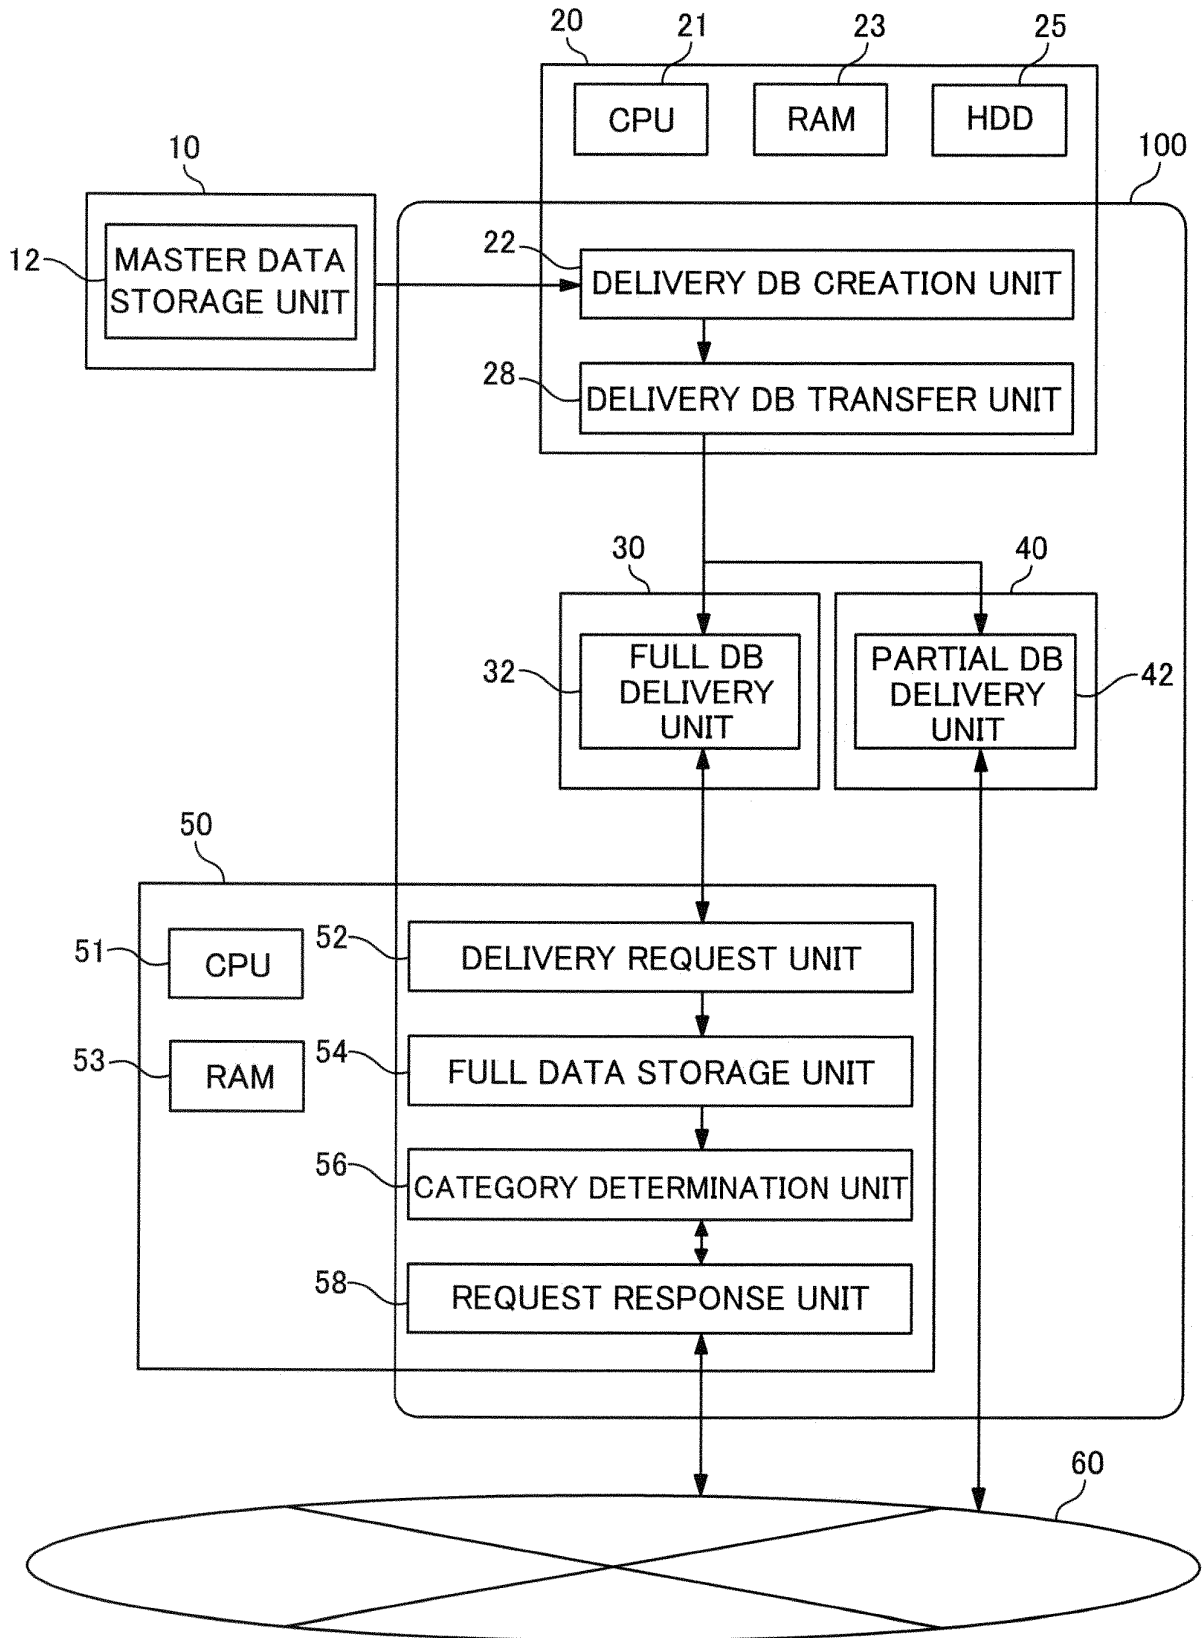 20
21
23
25
CPU
RAM
HDD
10
100
12
MASTER DATA
STORAGE UNIT
22
DELIVERY DB CREATION UNIT
28
DELIVERY DB TRANSFER UNIT
30
40
32
FULL DB
DELIVERY
UNIT
PARTIAL DB
DELIVERY
UNIT
42
50
51
CPU
52
DELIVERY REQUEST UNIT
53
RAM
54
FULL DATA STORAGE UNIT
56
CATEGORY DETERMINATION UNIT
58
REQUEST RESPONSE UNIT
60